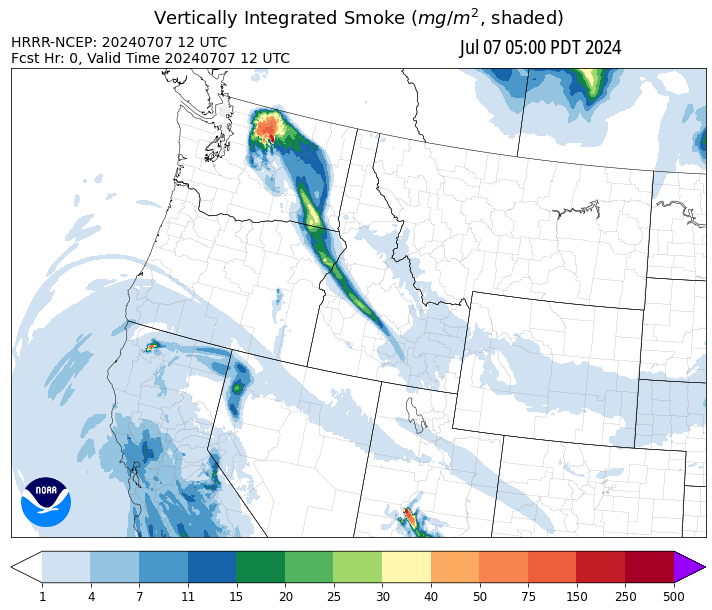 Vertically Integrated Smoke (mg/m², shaded)
HRRR-NCEP: 20240707 12 UTC
Fcst Hr: 0, Valid Time 20240707 12 UTC
Jul 07 05:00 PDT 2024
NOAA
1 4 7 11 15 20 25 30 40 50 75 150 250 500